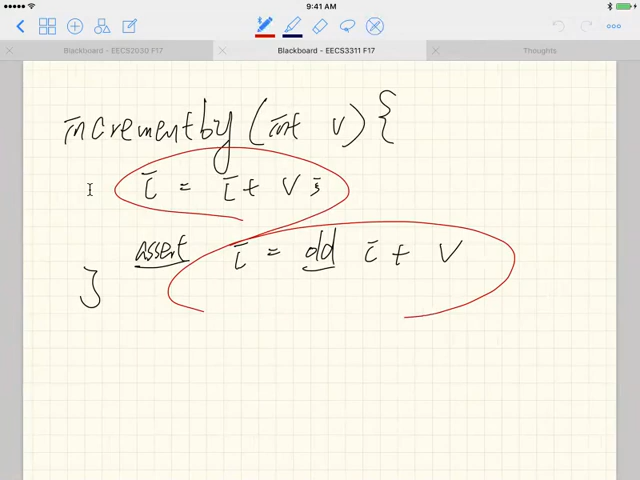 9:41 AM
Blackboard - EECS2030 F17
Blackboard - EECS3311 F17
Thoughts
incrementby (int v) {
i = i + v ;
assert i = old i + v
}